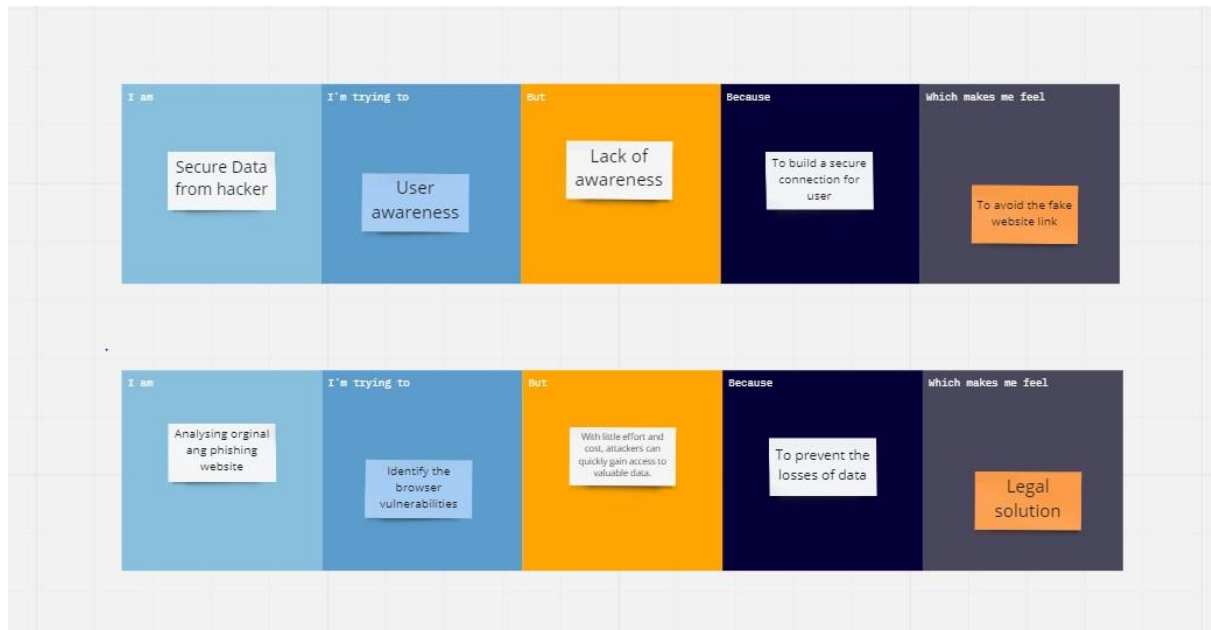 I am
I'm trying to
But
Because
Which makes me feel
Secure Data
from hacker
User
awareness
Lack of
awareness
To build a secure
connection for
user
To avoid the fake
website link
I am
I'm trying to
But
Because
Which makes me feel
Analysing orginal
ang phishing
website
Identify the
browser
vulnerabilities
With little effort and
cost, attackers can
quickly gain access to
valuable data.
To prevent the
losses of data
Legal
solution